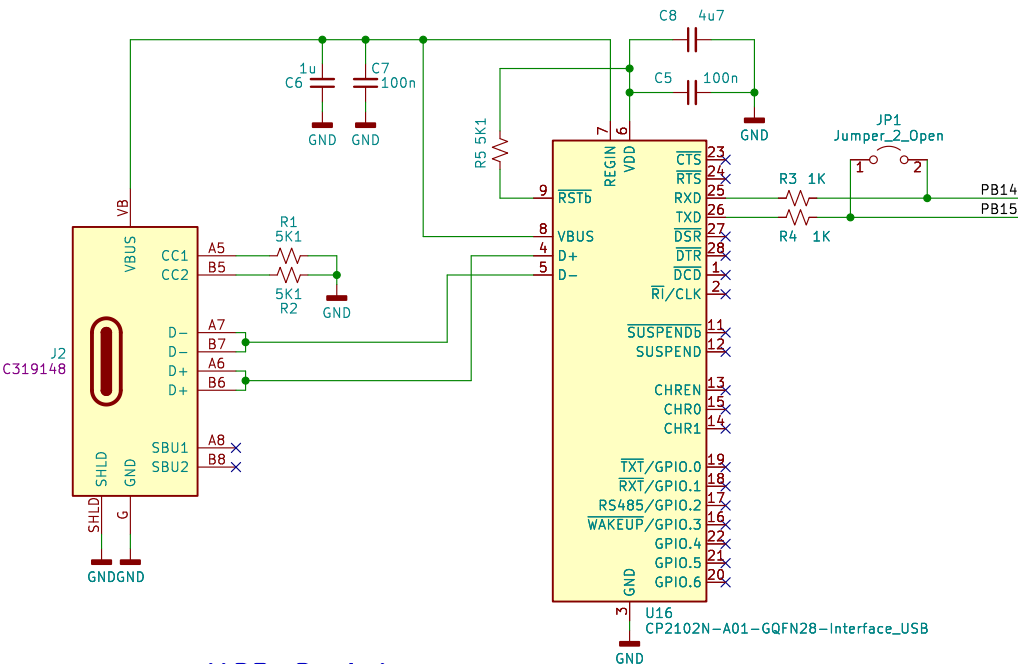 C8 4u7
1u
C6
C7
100n
C5 100n
GND
GND
GND
JP1
Jumper_2_Open
1 2
R5 5K1
7
6
REGIN
VDD
9 RSTb
8 VBUS
4 D+
5 D-
CTS 23
RTS 24
RXD 25
TXD 26
DSR 27
DTR 28
DCD 1
RI/CLK 2
SUSPENDb 11
SUSPEND 12
CHREN 13
CHR0 15
CHR1 14
TXT/GPIO.0 19
RXT/GPIO.1 18
RS485/GPIO.2 17
WAKEUP/GPIO.3 16
GPIO.4 22
GPIO.5 21
GPIO.6 20
GND
3
U16
CP2102N-A01-GQFN28-Interface_USB
GND
R3 1K
R4 1K
PB14
PB15
VB
VBUS
CC1 A5
CC2 B5
R1
5K1
5K1
R2
GND
D- A7
D- B7
D+ A6
D+ B6
J2
C319148
SBU1 A8
SBU2 B8
SHLD
GND
SHLD
G
GND
GND